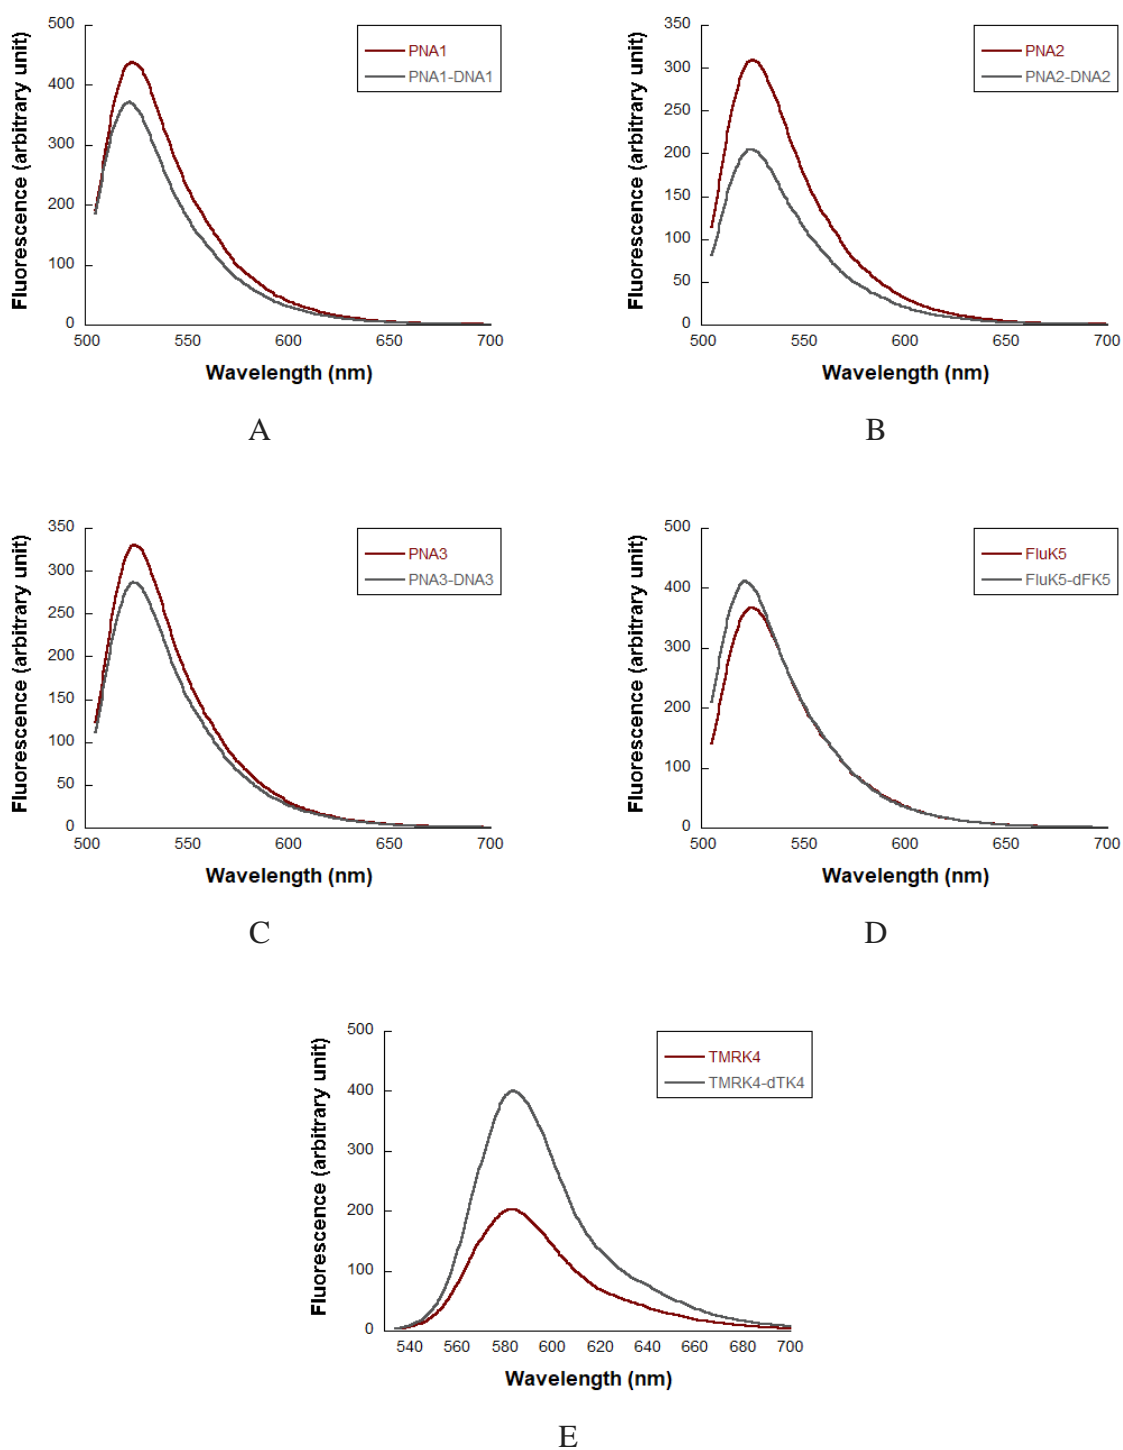 500
400
300
200
100
0
500 550 600 650 700
Fluorescence (arbitrary unit)
Wavelength (nm)
PNA1
PNA1-DNA1
A
350
300
250
200
150
100
50
0
500 550 600 650 700
Fluorescence (arbitrary unit)
Wavelength (nm)
PNA2
PNA2-DNA2
B
350
300
250
200
150
100
50
0
500 550 600 650 700
Fluorescence (arbitrary unit)
Wavelength (nm)
PNA3
PNA3-DNA3
C
500
400
300
200
100
0
500 550 600 650 700
Fluorescence (arbitrary unit)
Wavelength (nm)
FluK5
FluK5-dFK5
D
500
400
300
200
100
0
540 560 580 600 620 640 660 680 700
Fluorescence (arbitrary unit)
Wavelength (nm)
TMRK4
TMRK4-dTK4
E